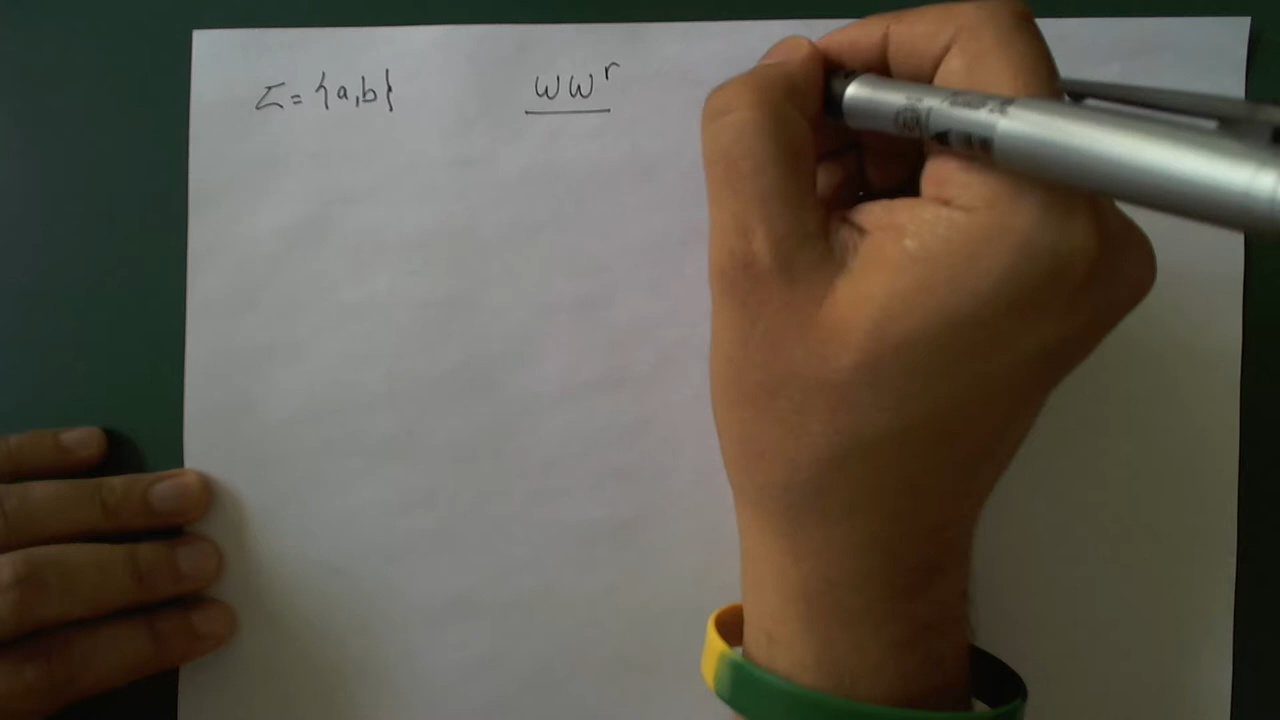 Σ = {a,b} ww^r